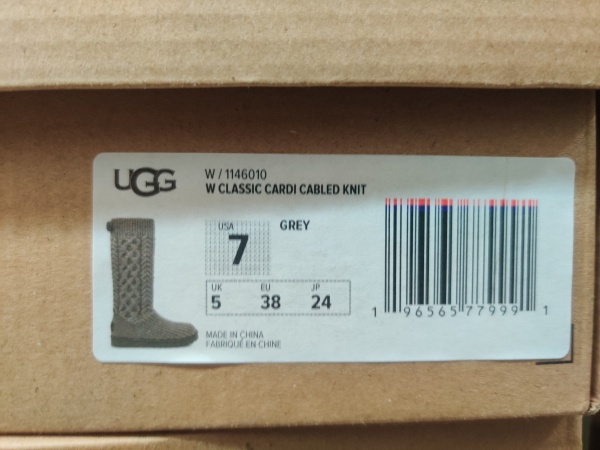 UGG
W / 1146010
W CLASSIC CARDI CABLED KNIT
USA
7
GREY
UK EU JP
5 38 24
1 96565 77999 1
MADE IN CHINA
FABRIQUÉ EN CHINE